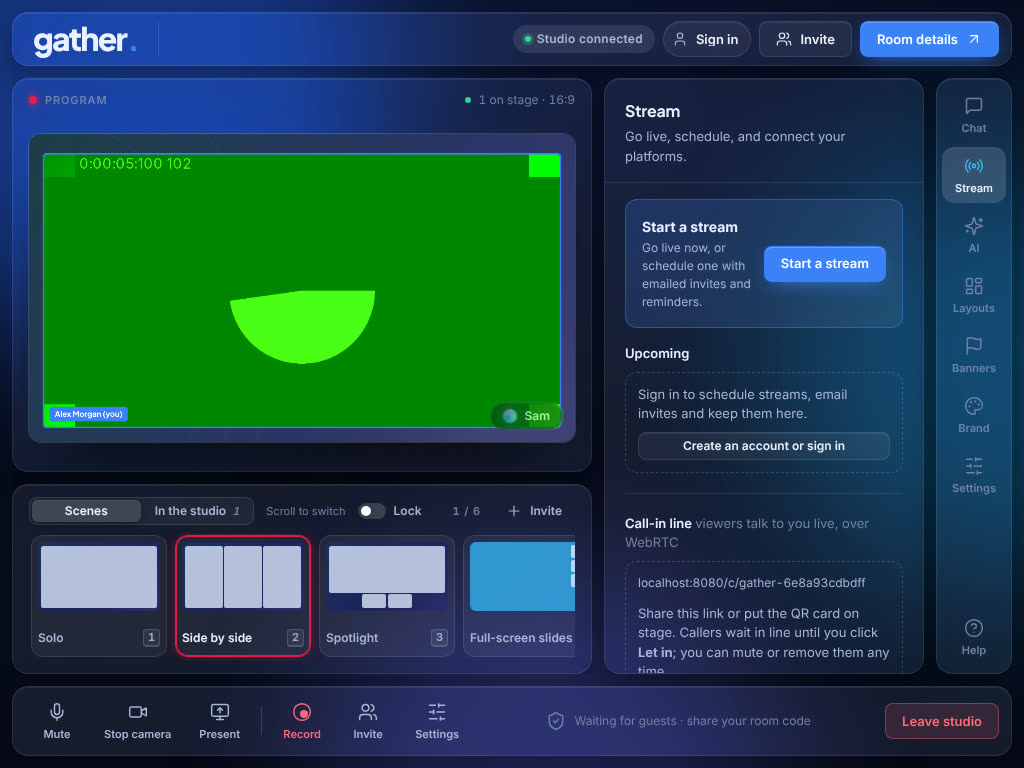 gather.
Studio connected
Sign in
Invite
Room details
PROGRAM
1 on stage · 16:9
0:00:05:100 102
Alex Morgan (you)
Sam
Scenes
In the studio 1
Scroll to switch
Lock
1 / 6
Invite
Solo
1
Side by side
2
Spotlight
3
Full-screen slides
Stream
Go live, schedule, and connect your
platforms.
Start a stream
Go live now, or
schedule one with
emailed invites and
reminders.
Start a stream
Upcoming
Sign in to schedule streams, email
invites and keep them here.
Create an account or sign in
Call-in line viewers talk to you live, over
WebRTC
localhost:8080/c/gather-6e8a93cdbdff
Share this link or put the QR card on
stage. Callers wait in line until you click
Let in; you can mute or remove them any
time.
Chat
Stream
AI
Layouts
Banners
Brand
Settings
Help
Mute
Stop camera
Present
Record
Invite
Settings
Waiting for guests · share your room code
Leave studio